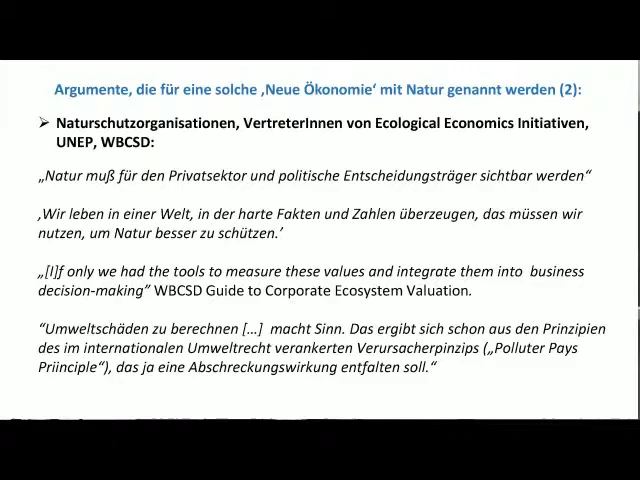 Argumente, die für eine solche ‚Neue Ökonomie‘ mit Natur genannt werden (2):
➢ Naturschutzorganisationen, VertreterInnen von Ecological Economics Initiativen,
UNEP, WBCSD:
„Natur muß für den Privatsektor und politische Entscheidungsträger sichtbar werden“
‚Wir leben in einer Welt, in der harte Fakten und Zahlen überzeugen, das müssen wir
nutzen, um Natur besser zu schützen.’
„[I]f only we had the tools to measure these values and integrate them into business
decision-making” WBCSD Guide to Corporate Ecosystem Valuation.
“Umweltschäden zu berechnen […] macht Sinn. Das ergibt sich schon aus den Prinzipien
des im internationalen Umweltrecht verankerten Verursacherpinzips („Polluter Pays
Priinciple“), das ja eine Abschreckungswirkung entfalten soll.“